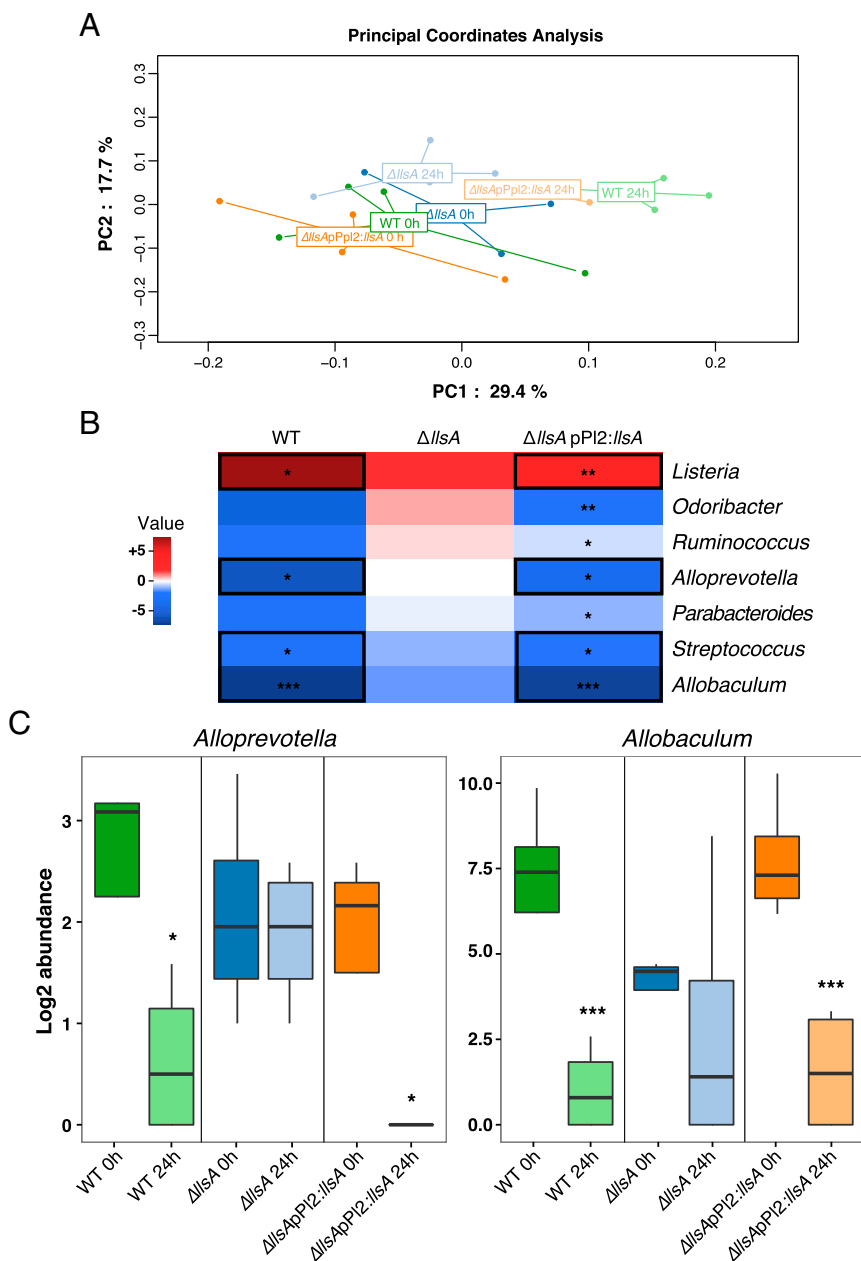 A
Principal Coordinates Analysis
PC2 : 17.7 %
0.3
0.2
0.1
0.0
−0.1
−0.2
−0.3
ΔllsA 24h
ΔllsApPpl2:llsA 24h
WT 24h
ΔllsA 0h
WT 0h
ΔllsApPpl2:llsA 0 h
−0.2
−0.1
0.0
0.1
0.2
PC1 : 29.4 %
B
WT
ΔllsA
ΔllsA pPl2:llsA
Value
+5
0
-5
* ** Listeria
** Odoribacter
* Ruminococcus
* * Alloprevotella
* Parabacteroides
* * Streptococcus
*** *** Allobaculum
C
Alloprevotella
Log2 abundance
3
2
1
0
*
*
WT 0h
WT 24h
ΔllsA 0h
ΔllsA 24h
ΔllsApPl2:llsA 0h
ΔllsApPl2:llsA 24h
Allobaculum
10.0
7.5
5.0
2.5
0.0
***
***
WT 0h
WT 24h
ΔllsA 0h
ΔllsA 24h
ΔllsApPl2:llsA 0h
ΔllsApPl2:llsA 24h